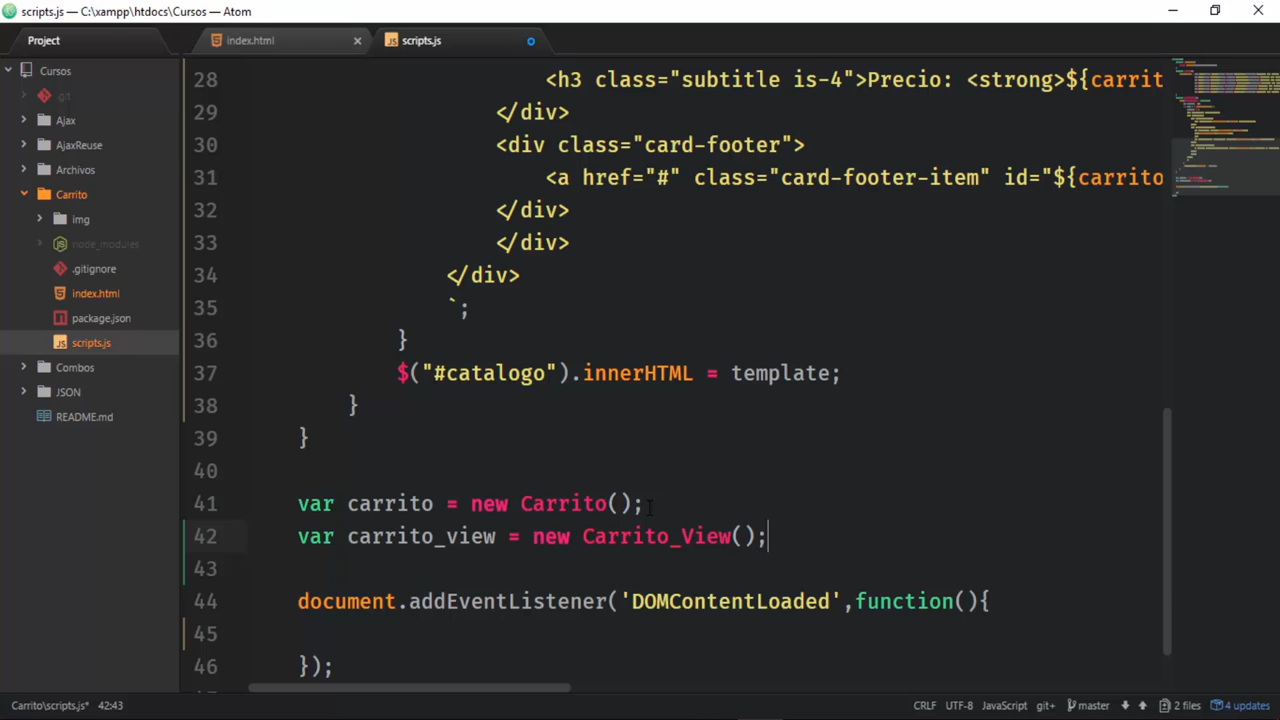 scripts.js — C:\xampp\htdocs\Cursos — Atom
Project
index.html
scripts.js
Cursos
.git
Ajax
AjaxReuse
Archivos
Carrito
img
node_modules
.gitignore
index.html
package.json
scripts.js
Combos
JSON
README.md
28 <h3 class="subtitle is-4">Precio: <strong>${carrit
29 </div>
30 <div class="card-footer">
31 <a href="#" class="card-footer-item" id="${carrito
32 </div>
33 </div>
34 </div>
35 `;
36 }
37 $("#catalogo").innerHTML = template;
38 }
39 }
40
41 var carrito = new Carrito();
42 var carrito_view = new Carrito_View();
43
44 document.addEventListener('DOMContentLoaded',function(){
45
46 });
Carrito\scripts.js* 42:43 CRLF UTF-8 JavaScript git+ master 2 files 4 updates